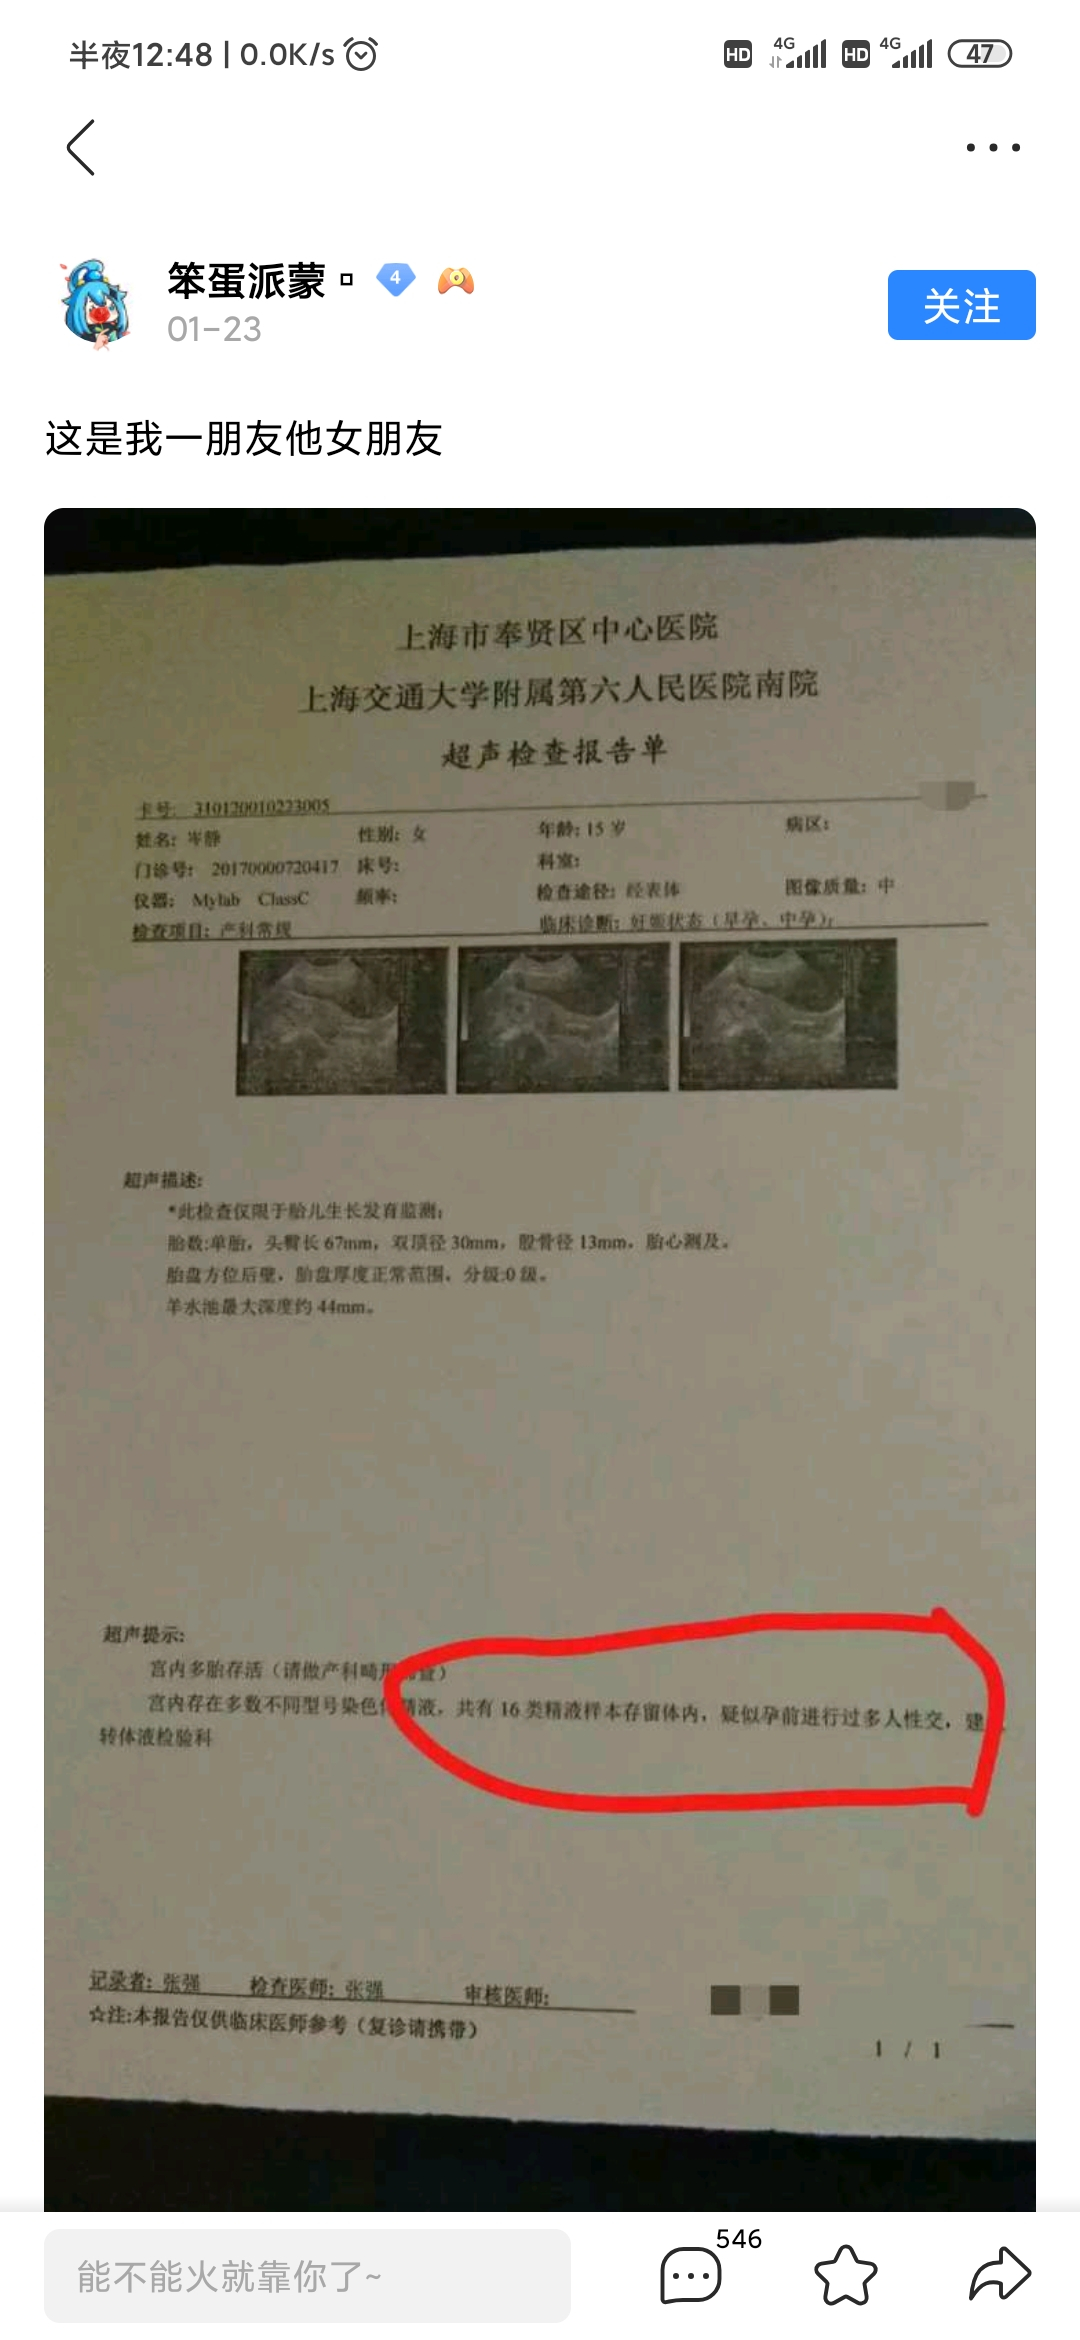 半夜12:48 | 0.0K/s
HD 4G HD 4G 47
笨蛋派蒙 4
01-23
关注
这是我一朋友他女朋友
上海市奉贤区中心医院
上海交通大学附属第六人民医院南院
超声检查报告单
卡号: 310120010223005
姓名: 岑静 性别: 女 年龄: 15 岁 病区:
门诊号: 20170000720417 床号: 科室:
仪器: Mylab ClassC 频率: 检查途径: 经表体 图像质量: 中
检查项目: 产科常规 临床诊断: 妊娠状态（早孕、中孕）;
超声描述:
*此检查仅限于胎儿生长发育监测;
胎数:单胎, 头臀长 67mm, 双顶径 30mm, 股骨径 13mm, 胎心测及。
胎盘方位后壁, 胎盘厚度正常范围, 分级:0 级。
羊水池最大深度约 44mm。
超声提示:
宫内多胎存活（请做产科畸形 查）
宫内存在多数不同型号染色体精液, 共有 16 类精液样本存留体内, 疑似孕前进行过多人性交, 建
转体液检验科
记录者: 张强 检查医师: 张强 审核医师:
☆注:本报告仅供临床医师参考（复诊请携带）
1 / 1
能不能火就靠你了~
546